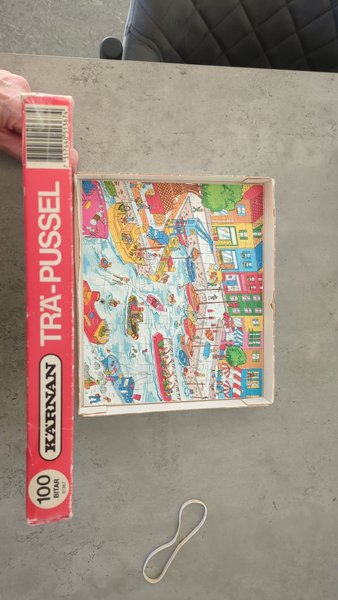 100
BITAR
KÄRNAN
TRÄ-PUSSEL